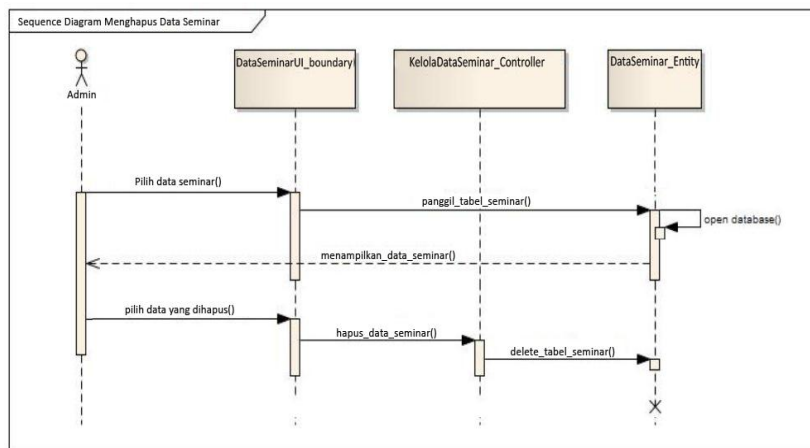 Sequence Diagram Menghapus Data Seminar
Admin
DataSeminarUI_boundary(
KelolaDataSeminar_Controller
DataSeminar_Entity
Pilih data seminar()
panggil_tabel_seminar()
open database()
menampilkan_data_seminar()
pilih data yang dihapus()
hapus_data_seminar()
delete_tabel_seminar()